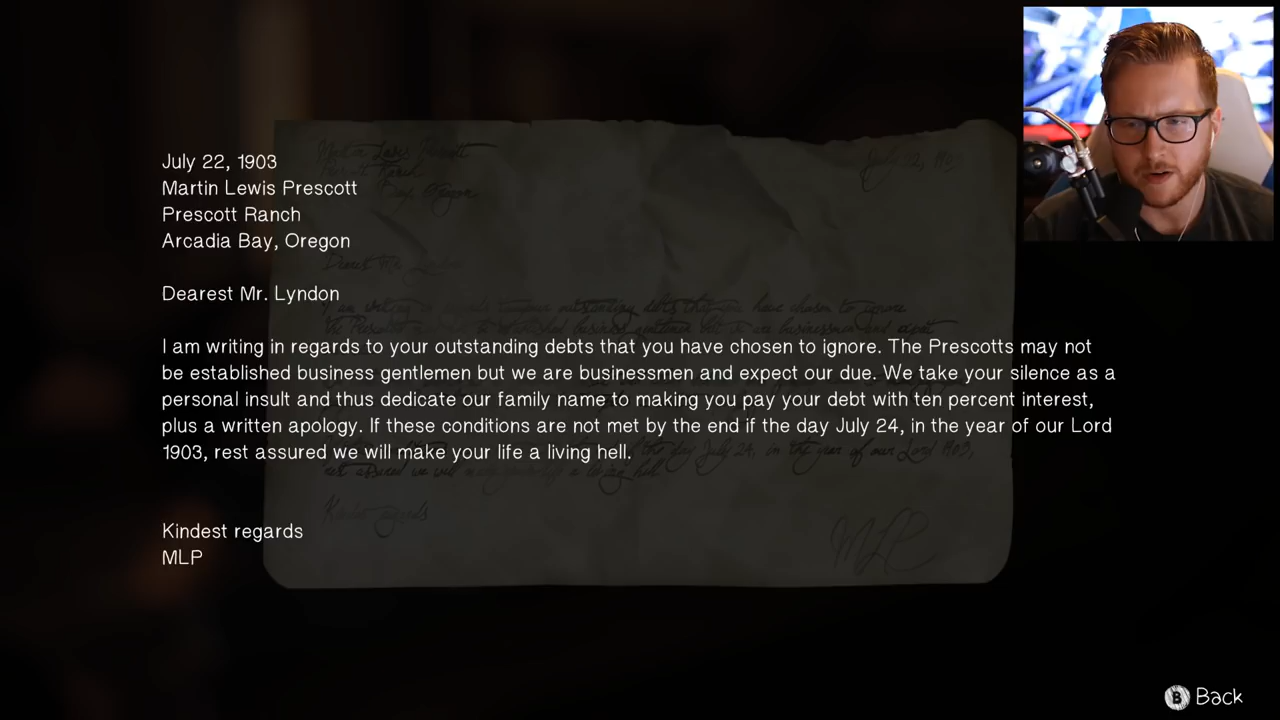 July 22, 1903
Martin Lewis Prescott
Prescott Ranch
Arcadia Bay, Oregon
Dearest Mr. Lyndon
I am writing in regards to your outstanding debts that you have chosen to ignore. The Prescotts may not
be established business gentlemen but we are businessmen and expect our due. We take your silence as a
personal insult and thus dedicate our family name to making you pay your debt with ten percent interest,
plus a written apology. If these conditions are not met by the end if the day July 24, in the year of our Lord
1903, rest assured we will make your life a living hell.
Kindest regards
MLP
B Back